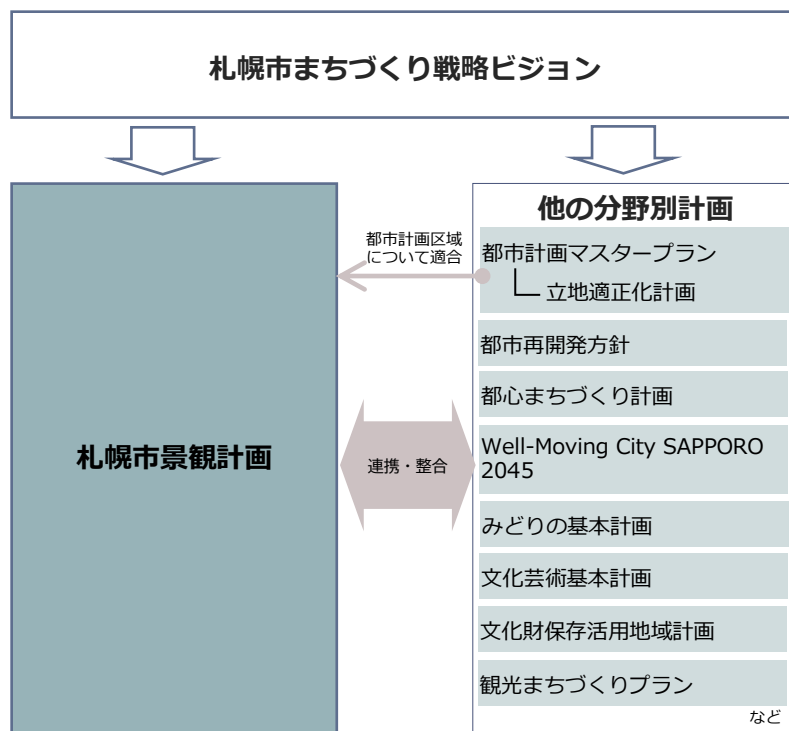 札幌市まちづくり戦略ビジョン
他の分野別計画
都市計画区域
について適合
都市計画マスタープラン
立地適正化計画
都市再開発方針
都心まちづくり計画
札幌市景観計画
連携・整合
Well-Moving City SAPPORO
2045
みどりの基本計画
文化芸術基本計画
文化財保存活用地域計画
観光まちづくりプラン
など